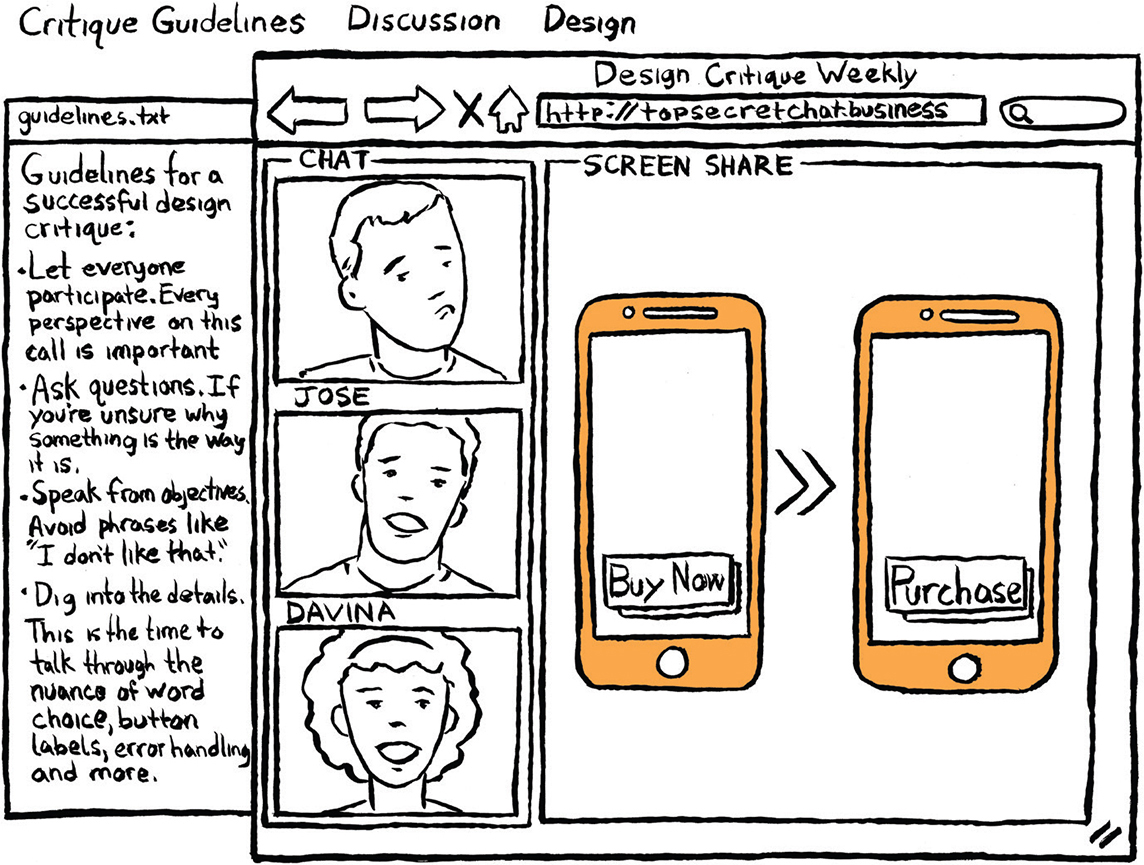 Critique Guidelines Discussion Design
guidelines.txt
Guidelines for a
successful design
critique:
•Let everyone
participate. Every
perspective on this
call is important
•Ask questions. If
you're unsure why
something is the way
it is.
•Speak from objectives.
Avoid phrases like
"I don't like that."
•Dig into the details.
This is the time to
talk through the
nuance of word
choice, button
labels, error handling
and more.
Design Critique Weekly
X
http://topsecretchat.business
CHAT
JOSE
DAVINA
SCREEN SHARE
Buy Now
Purchase